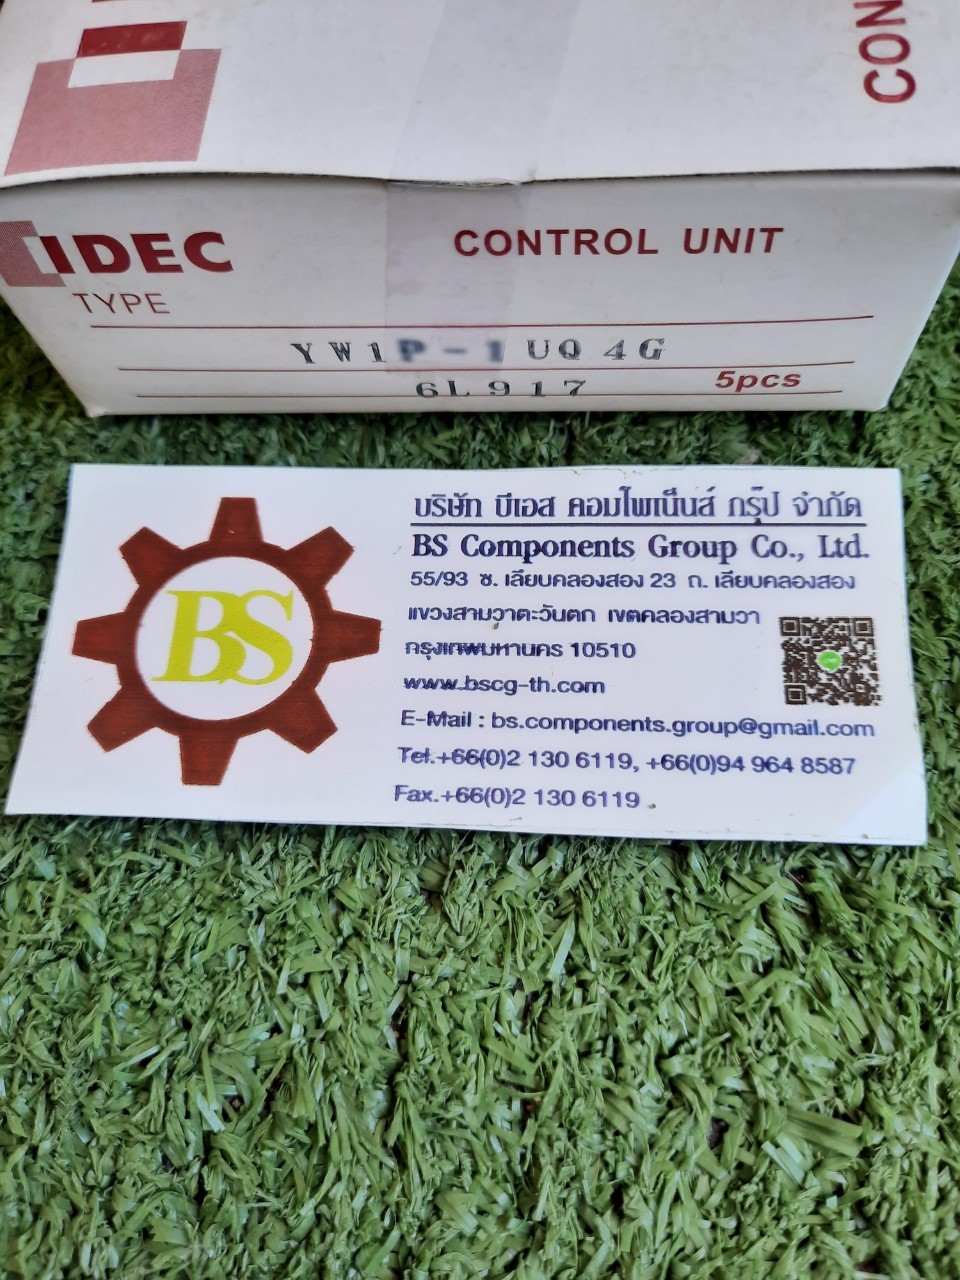 CON
IDEC
CONTROL UNIT
TYPE
YW1P-1UQ4G
6L917
5pcs
BS
บริษัท บีเอส คอมโพเน็นส์ กรุ๊ป จำกัด
BS Components Group Co., Ltd.
55/93 ซ. เลียบคลองสอง 23 ถ. เลียบคลองสอง
แขวงสามวาตะวันตก เขตคลองสามวา
กรุงเทพมหานคร 10510
www.bscg-th.com
E-Mail : bs.components.group@gmail.com
Tel.+66(0)2 130 6119, +66(0)94 964 8587
Fax.+66(0)2 130 6119